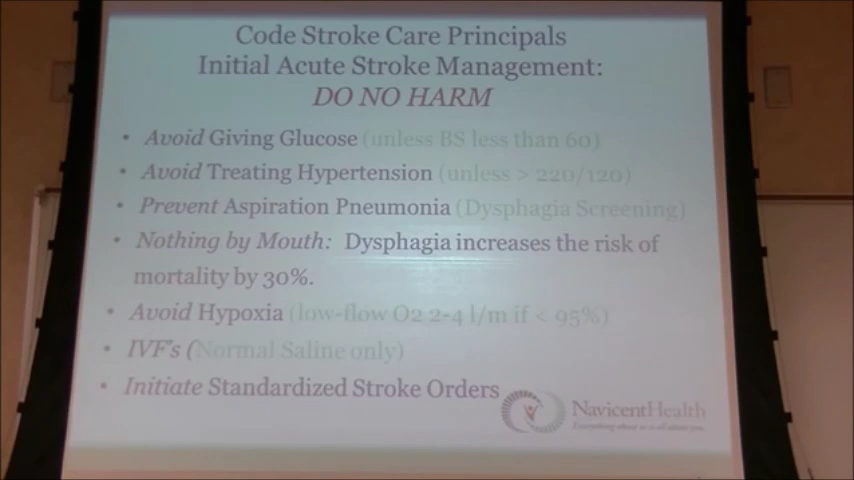 Code Stroke Care Principals
Initial Acute Stroke Management:
DO NO HARM
• Avoid Giving Glucose (unless BS less than 60)
• Avoid Treating Hypertension (unless > 220/120)
• Prevent Aspiration Pneumonia (Dysphagia Screening)
• Nothing by Mouth: Dysphagia increases the risk of
mortality by 30%.
• Avoid Hypoxia (low-flow O2 2-4 l/m if < 95%)
• IVF's (Normal Saline only)
• Initiate Standardized Stroke Orders
NavicentHealth